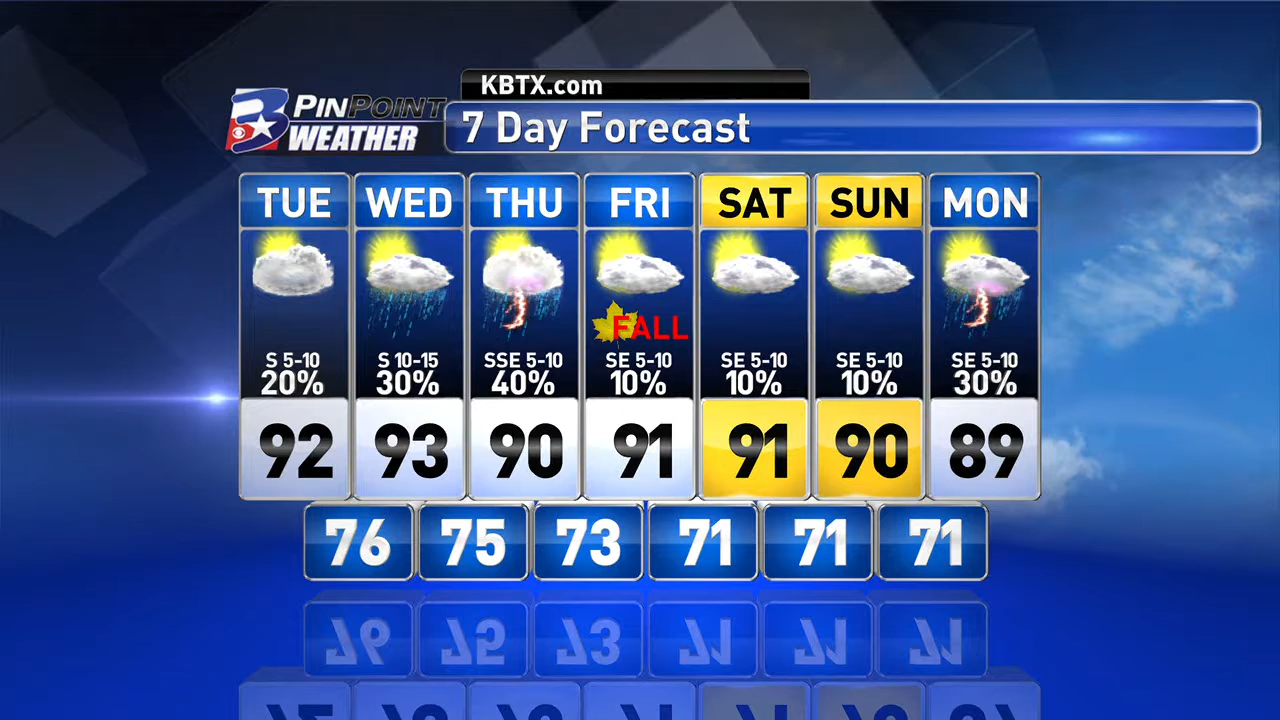 KBTX.com
3 PINPOINT
WEATHER
7 Day Forecast
TUE WED THU FRI SAT SUN MON
FALL
S 5-10 S 10-15 SSE 5-10 SE 5-10 SE 5-10 SE 5-10 SE 5-10
20% 30% 40% 10% 10% 10% 30%
92 93 90 91 91 90 89
76 75 73 71 71 71